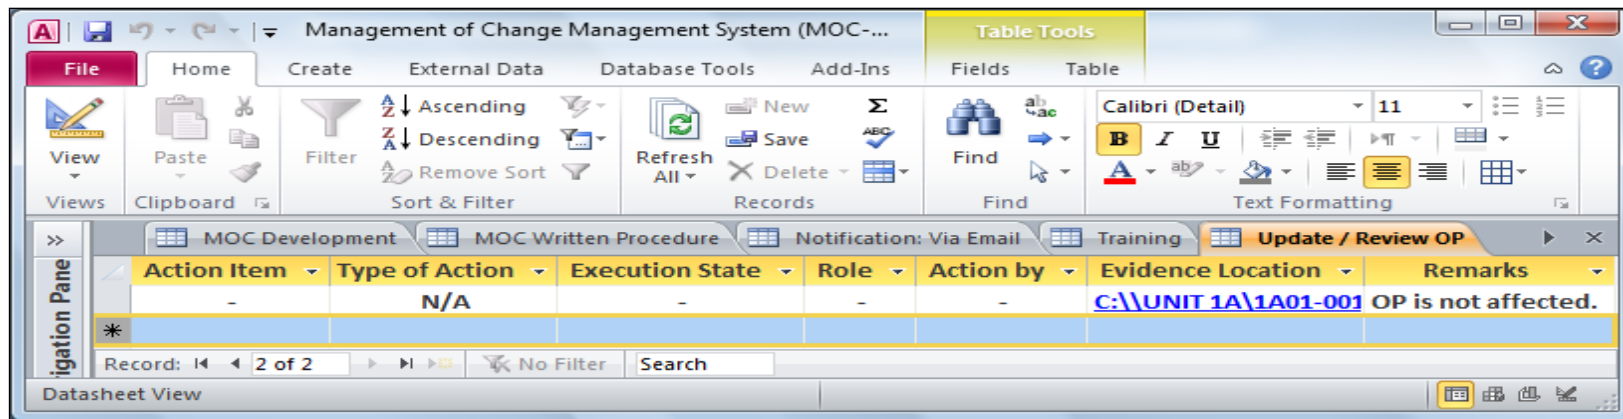 A Management of Change Management System (MOC-... Table Tools
File Home Create External Data Database Tools Add-Ins Fields Table
View Paste Filter Ascending Descending Remove Sort Refresh All New Save Delete Σ ABC Find ab ac Calibri (Detail) 11 B I U A ab
Views Clipboard Sort & Filter Records Find Text Formatting
MOC Development MOC Written Procedure Notification: Via Email Training Update / Review OP
Action Item Type of Action Execution State Role Action by Evidence Location Remarks
- N/A - - - C:\\UNIT 1A\1A01-001 OP is not affected.
igation Pane
Record: 2 of 2 No Filter Search
Datasheet View